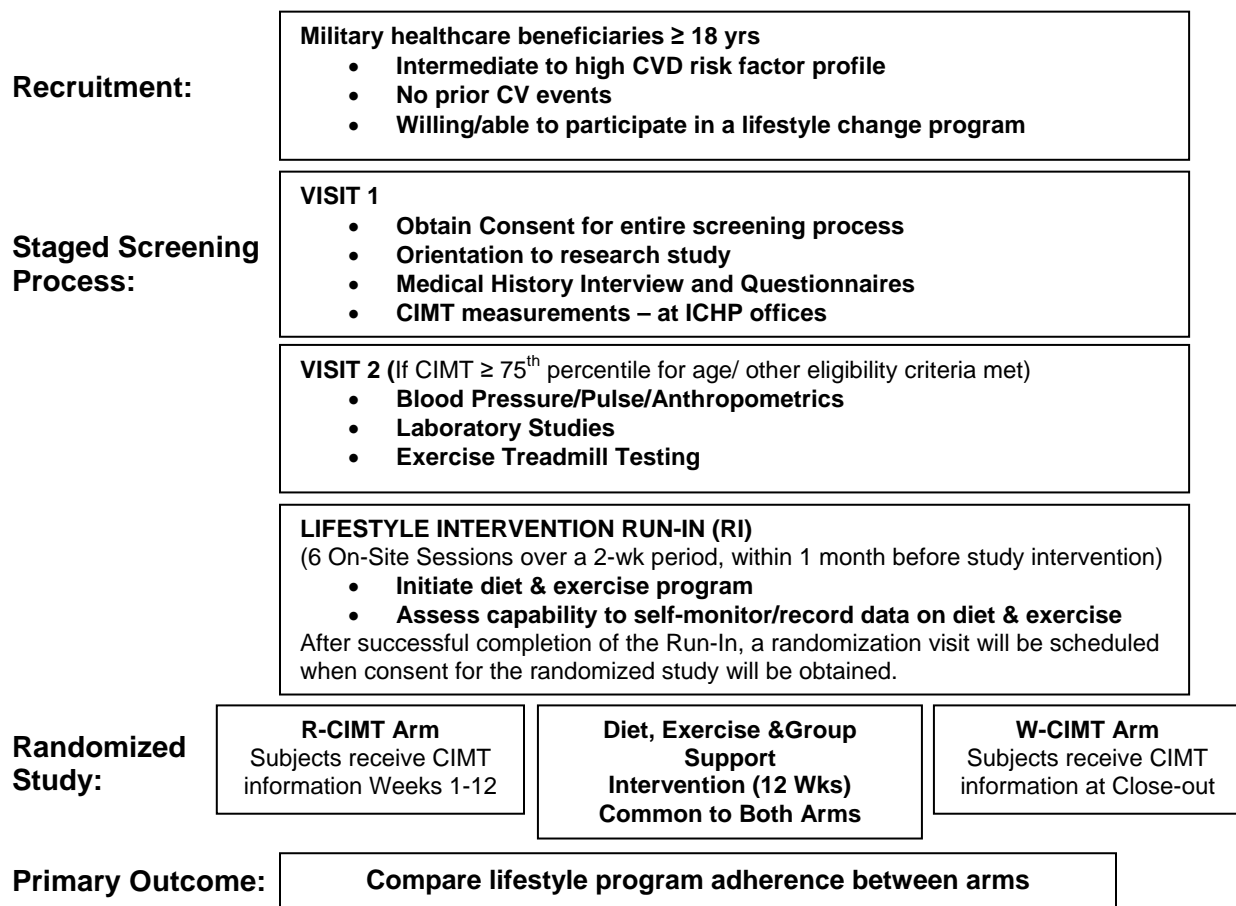 Recruitment:
Military healthcare beneficiaries ≥ 18 yrs
• Intermediate to high CVD risk factor profile
• No prior CV events
• Willing/able to participate in a lifestyle change program
Staged Screening
Process:
VISIT 1
• Obtain Consent for entire screening process
• Orientation to research study
• Medical History Interview and Questionnaires
• CIMT measurements – at ICHP offices
VISIT 2 (If CIMT ≥ 75th percentile for age/ other eligibility criteria met)
• Blood Pressure/Pulse/Anthropometrics
• Laboratory Studies
• Exercise Treadmill Testing
LIFESTYLE INTERVENTION RUN-IN (RI)
(6 On-Site Sessions over a 2-wk period, within 1 month before study intervention)
• Initiate diet & exercise program
• Assess capability to self-monitor/record data on diet & exercise
After successful completion of the Run-In, a randomization visit will be scheduled
when consent for the randomized study will be obtained.
Randomized
Study:
R-CIMT Arm
Subjects receive CIMT
information Weeks 1-12
Diet, Exercise &Group
Support
Intervention (12 Wks)
Common to Both Arms
W-CIMT Arm
Subjects receive CIMT
information at Close-out
Primary Outcome:
Compare lifestyle program adherence between arms